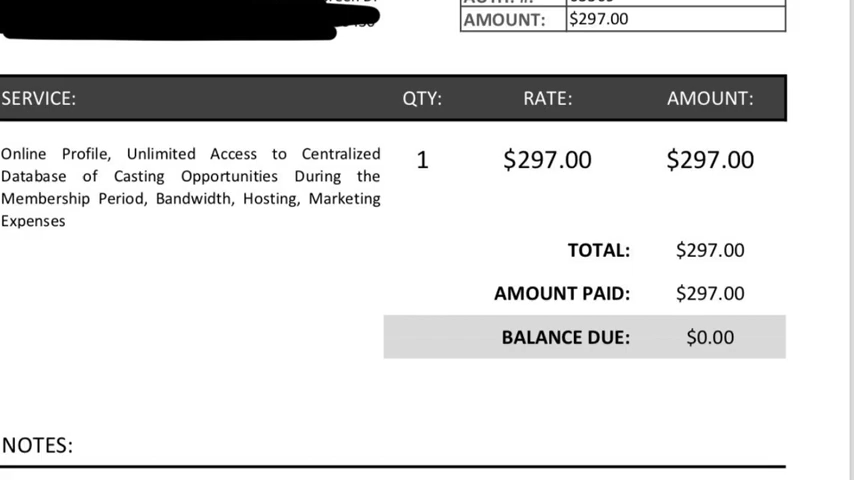 AMOUNT: $297.00
SERVICE: QTY: RATE: AMOUNT:
Online Profile, Unlimited Access to Centralized 1 $297.00 $297.00
Database of Casting Opportunities During the
Membership Period, Bandwidth, Hosting, Marketing
Expenses
TOTAL: $297.00
AMOUNT PAID: $297.00
BALANCE DUE: $0.00
NOTES: